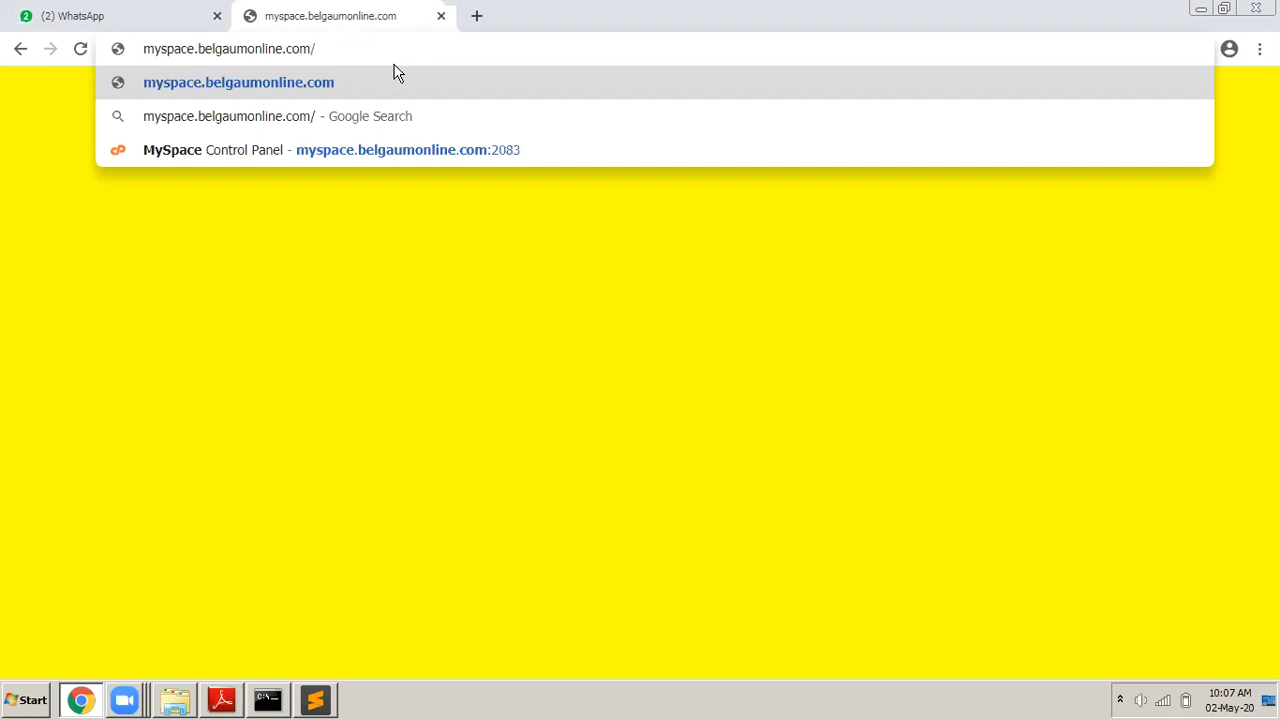 (2) WhatsApp
myspace.belgaumonline.com
myspace.belgaumonline.com/
myspace.belgaumonline.com
myspace.belgaumonline.com/ - Google Search
MySpace Control Panel - myspace.belgaumonline.com:2083
Start
10:07 AM
02-May-20